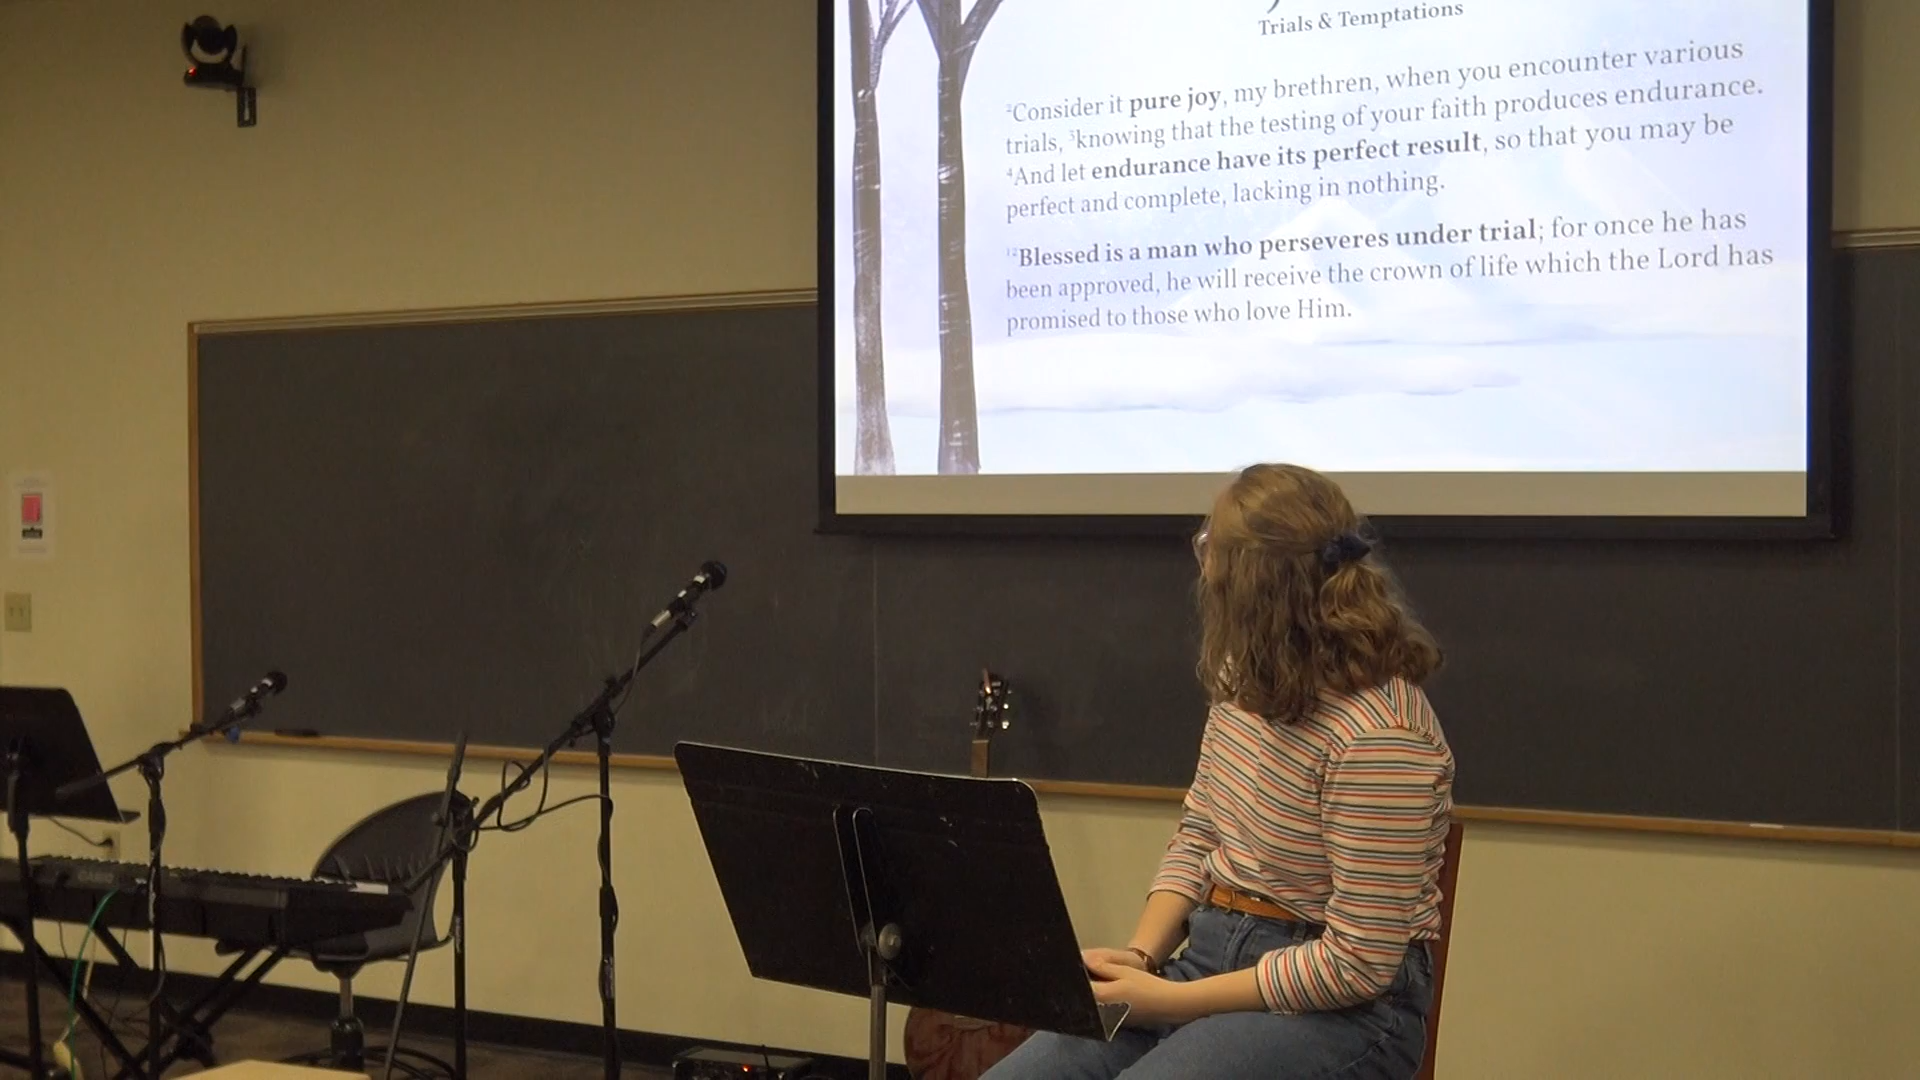 Trials & Temptations
²Consider it pure joy, my brethren, when you encounter various
trials, ³knowing that the testing of your faith produces endurance.
⁴And let endurance have its perfect result, so that you may be
perfect and complete, lacking in nothing.
¹²Blessed is a man who perseveres under trial; for once he has
been approved, he will receive the crown of life which the Lord has
promised to those who love Him.
CASIO